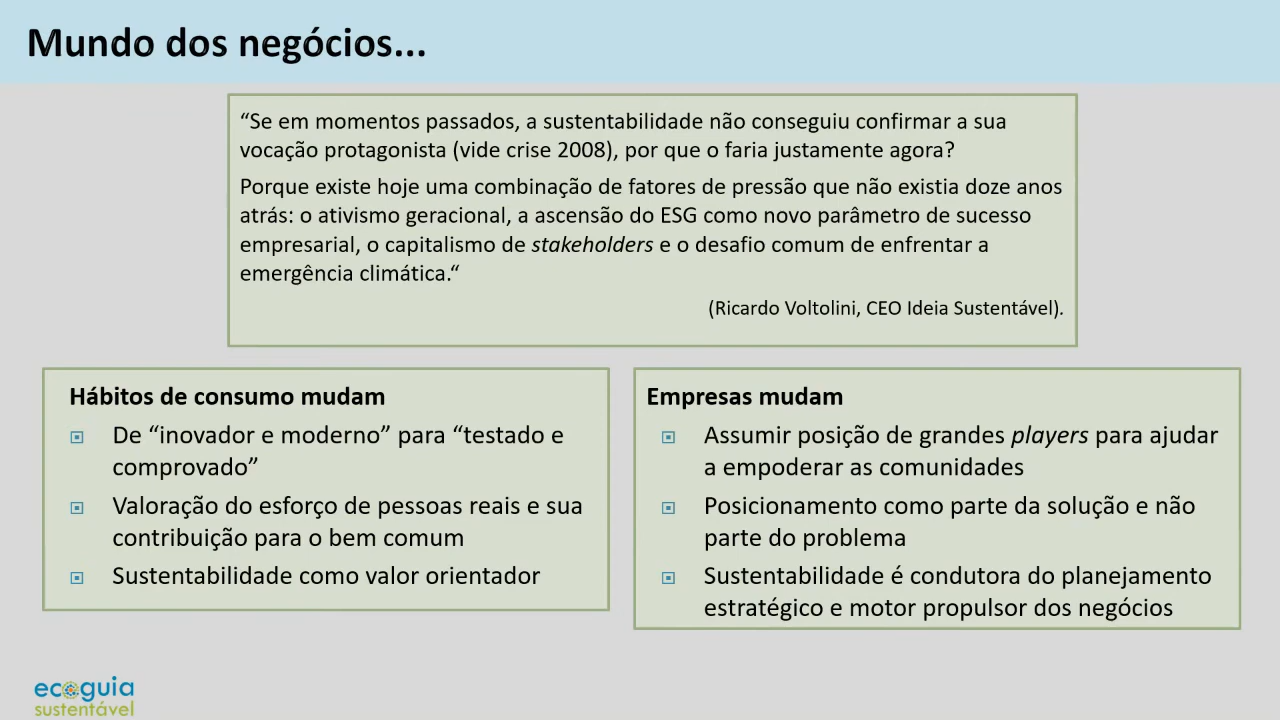 Mundo dos negócios...
“Se em momentos passados, a sustentabilidade não conseguiu confirmar a sua
vocação protagonista (vide crise 2008), por que o faria justamente agora?
Porque existe hoje uma combinação de fatores de pressão que não existia doze anos
atrás: o ativismo geracional, a ascensão do ESG como novo parâmetro de sucesso
empresarial, o capitalismo de stakeholders e o desafio comum de enfrentar a
emergência climática.“
(Ricardo Voltolini, CEO Ideia Sustentável).
Hábitos de consumo mudam
De “inovador e moderno” para “testado e
comprovado”
Valoração do esforço de pessoas reais e sua
contribuição para o bem comum
Sustentabilidade como valor orientador
Empresas mudam
Assumir posição de grandes players para ajudar
a empoderar as comunidades
Posicionamento como parte da solução e não
parte do problema
Sustentabilidade é condutora do planejamento
estratégico e motor propulsor dos negócios
ecoguia
sustentável